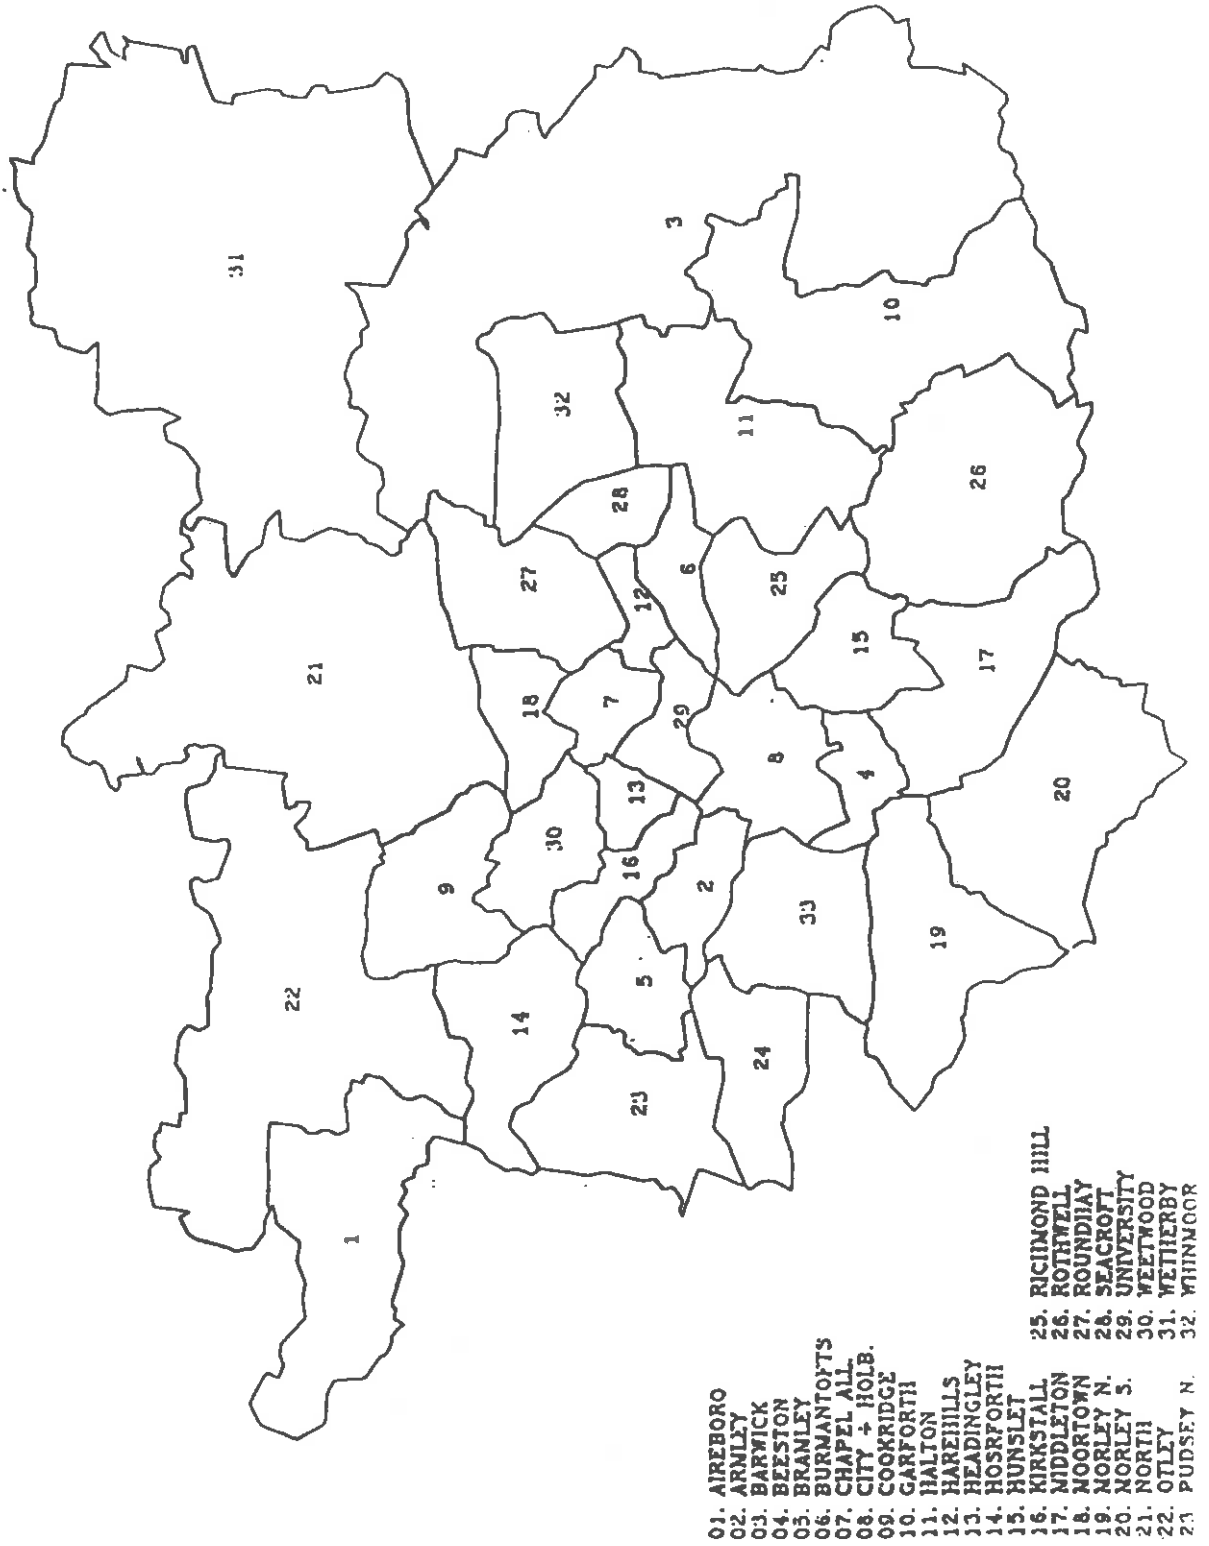 31
3
10
32
11
26
28
27
6
25
12
21
15
17
18
7
29
8
4
20
13
30
16
2
9
33
19
5
22
14
24
23
1
01. AIREBORO
02. ARMLEY
03. BARWICK
04. BEESTON
05. BRAMLEY
06. BURMANTOFTS
07. CHAPEL ALL.
08. CITY + HOLB.
09. COOKRIDGE
10. GARFORTH
11. HALTON
12. HAREHILLS
13. HEADINGLEY
14. HOSRFORTH
15. HUNSLET
16. KIRKSTALL
17. MIDDLETON
18. MOORTOWN
19. MORLEY N.
20. MORLEY S.
21. NORTH
22. OTLEY
23 PUDSEY N.
25. RICHMOND HILL
26. ROTHWELL
27. ROUNDHAY
28. SEACROFT
29. UNIVERSITY
30. WEETWOOD
31. WETHERBY
32. WHINMOOR